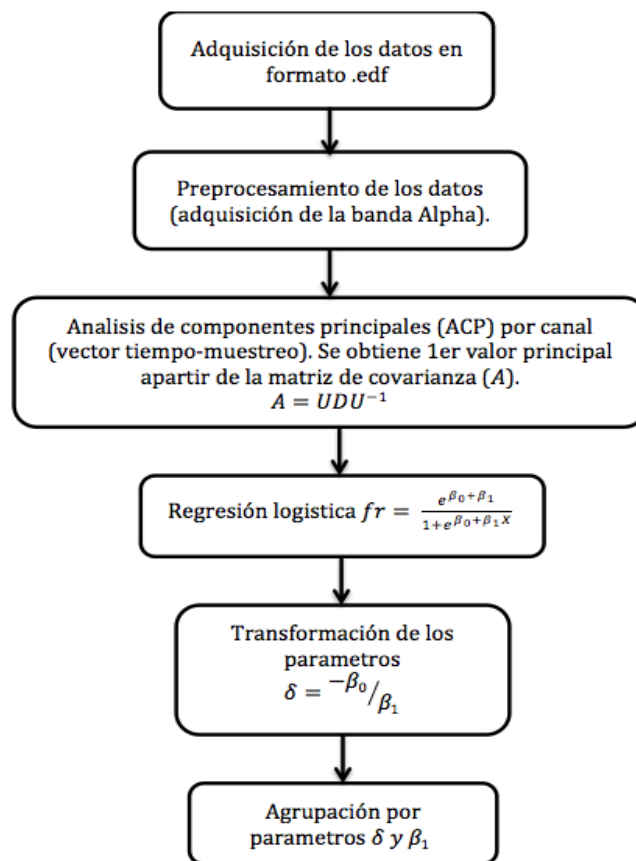 Adquisición de los datos en
formato .edf
Preprocesamiento de los datos
(adquisición de la banda Alpha).
Analisis de componentes principales (ACP) por canal
(vector tiempo-muestreo). Se obtiene 1er valor principal
apartir de la matriz de covarianza (A).
A = UDU⁻¹
Regresión logistica fr = e^{β₀+β₁} / 1+e^{β₀+β₁X}
Transformación de los
parametros
δ = −β₀/β₁
Agrupación por
parametros δ y β₁